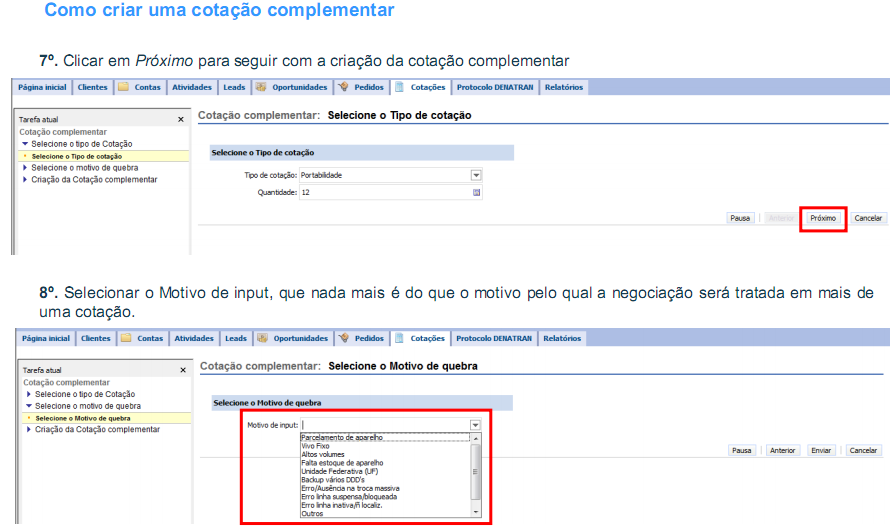 Como criar uma cotação complementar
7º. Clicar em Próximo para seguir com a criação da cotação complementar
Página inicial Clientes Contas Atividades Leads Oportunidades Pedidos Cotações Protocolo DENATRAN Relatórios
Tarefa atual x
Cotação complementar
Selecione o tipo de Cotação
Selecione o Tipo de cotação
Selecione o motivo de quebra
Criação da Cotação complementar
Cotação complementar: Selecione o Tipo de cotação
Selecione o Tipo de cotação
Tipo de cotação: Portabilidade
Quantidade: 12
Pausa Anterior Próximo Cancelar
8º. Selecionar o Motivo de input, que nada mais é do que o motivo pelo qual a negociação será tratada em mais de
uma cotação.
Página inicial Clientes Contas Atividades Leads Oportunidades Pedidos Cotações Protocolo DENATRAN Relatórios
Tarefa atual x
Cotação complementar
Selecione o tipo de Cotação
Selecione o motivo de quebra
Selecione o Motivo de quebra
Criação da Cotação complementar
Cotação complementar: Selecione o Motivo de quebra
Selecione o Motivo de quebra
Motivo de input:
Parcelamento de aparelho
Vivo Fixo
Altos volumes
Falta estoque de aparelho
Unidade Federativa (UF)
Backup vários DDD's
Erro/Ausência na troca massiva
Erro linha suspensa/bloqueada
Erro linha inativa/ñ localiz.
Outros
Pausa Anterior Enviar Cancelar